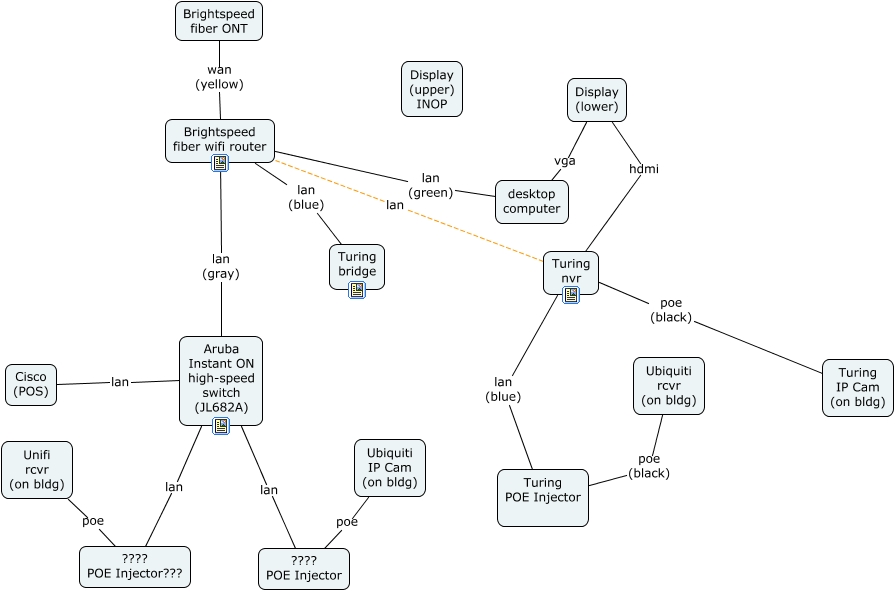 Brightspeed
fiber ONT
wan
(yellow)
Display
(upper)
INOP
Display
(lower)
Brightspeed
fiber wifi router
vga
hdmi
lan
(green)
lan
(blue)
lan
desktop
computer
Turing
bridge
Turing
nvr
lan
(gray)
poe
(black)
Aruba
Instant ON
high-speed
switch
(JL682A)
Cisco
(POS)
lan
Turing
IP Cam
(on bldg)
Ubiquiti
rcvr
(on bldg)
lan
(blue)
Unifi
rcvr
(on bldg)
Ubiquiti
IP Cam
(on bldg)
poe
(black)
Turing
POE Injector
lan
lan
poe
poe
????
POE Injector???
????
POE Injector